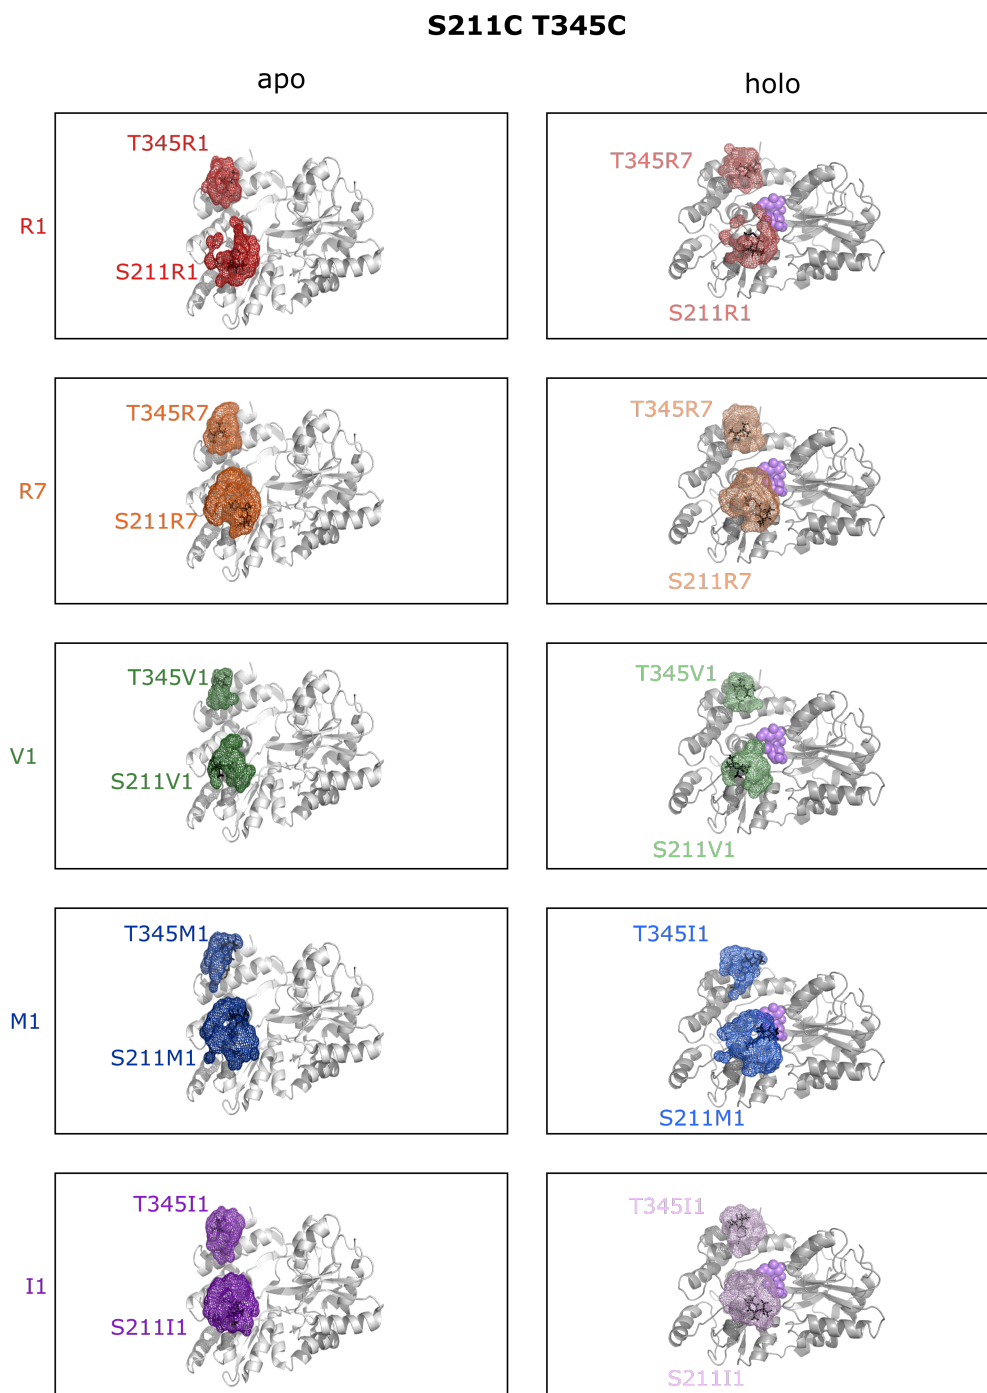 S211C T345C
apo
holo
R1
T345R1
S211R1
T345R7
S211R1
R7
T345R7
S211R7
T345R7
S211R7
V1
T345V1
S211V1
T345V1
S211V1
M1
T345M1
S211M1
T345I1
S211M1
I1
T345I1
S211I1
T345I1
S211I1